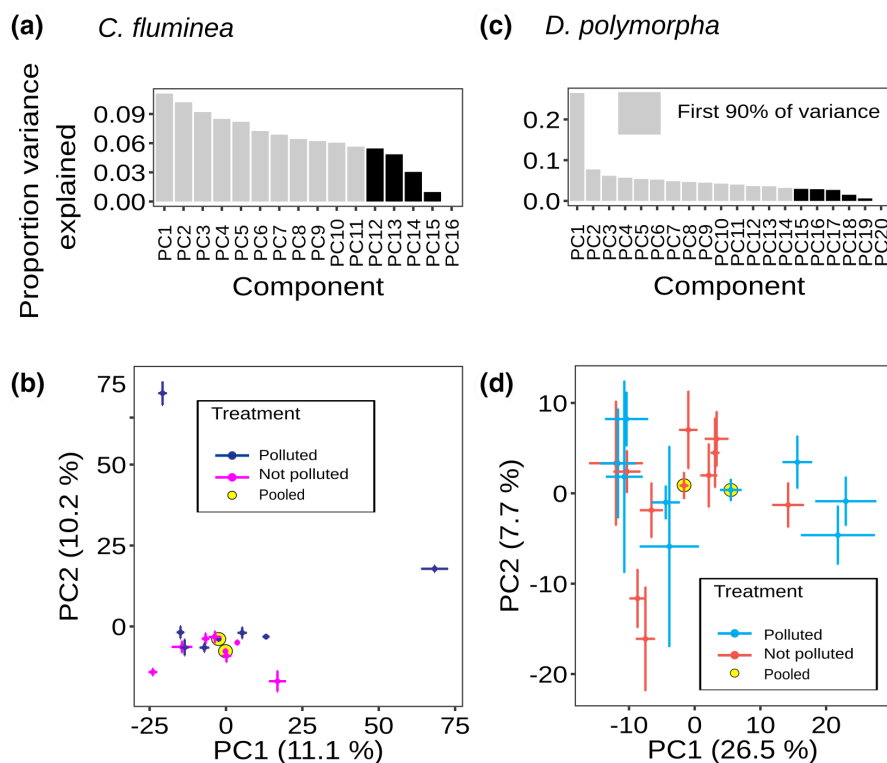 (a) C. fluminea
Proportion variance
explained
0.09
0.06
0.03
0.00
PC1 PC2 PC3 PC4 PC5 PC6 PC7 PC8 PC9 PC10 PC11 PC12 PC13 PC14 PC15 PC16
Component
(c) D. polymorpha
First 90% of variance
0.2
0.1
0.0
PC1 PC2 PC3 PC4 PC5 PC6 PC7 PC8 PC9 PC10 PC11 PC12 PC13 PC14 PC15 PC16 PC17 PC18 PC19 PC20
Component
(b)
PC2 (10.2 %)
75
50
25
0
Treatment
Polluted
Not polluted
Pooled
-25 0 25 50 75
PC1 (11.1 %)
(d)
PC2 (7.7 %)
10
0
-10
-20
Treatment
Polluted
Not polluted
Pooled
-10 0 10 20
PC1 (26.5 %)